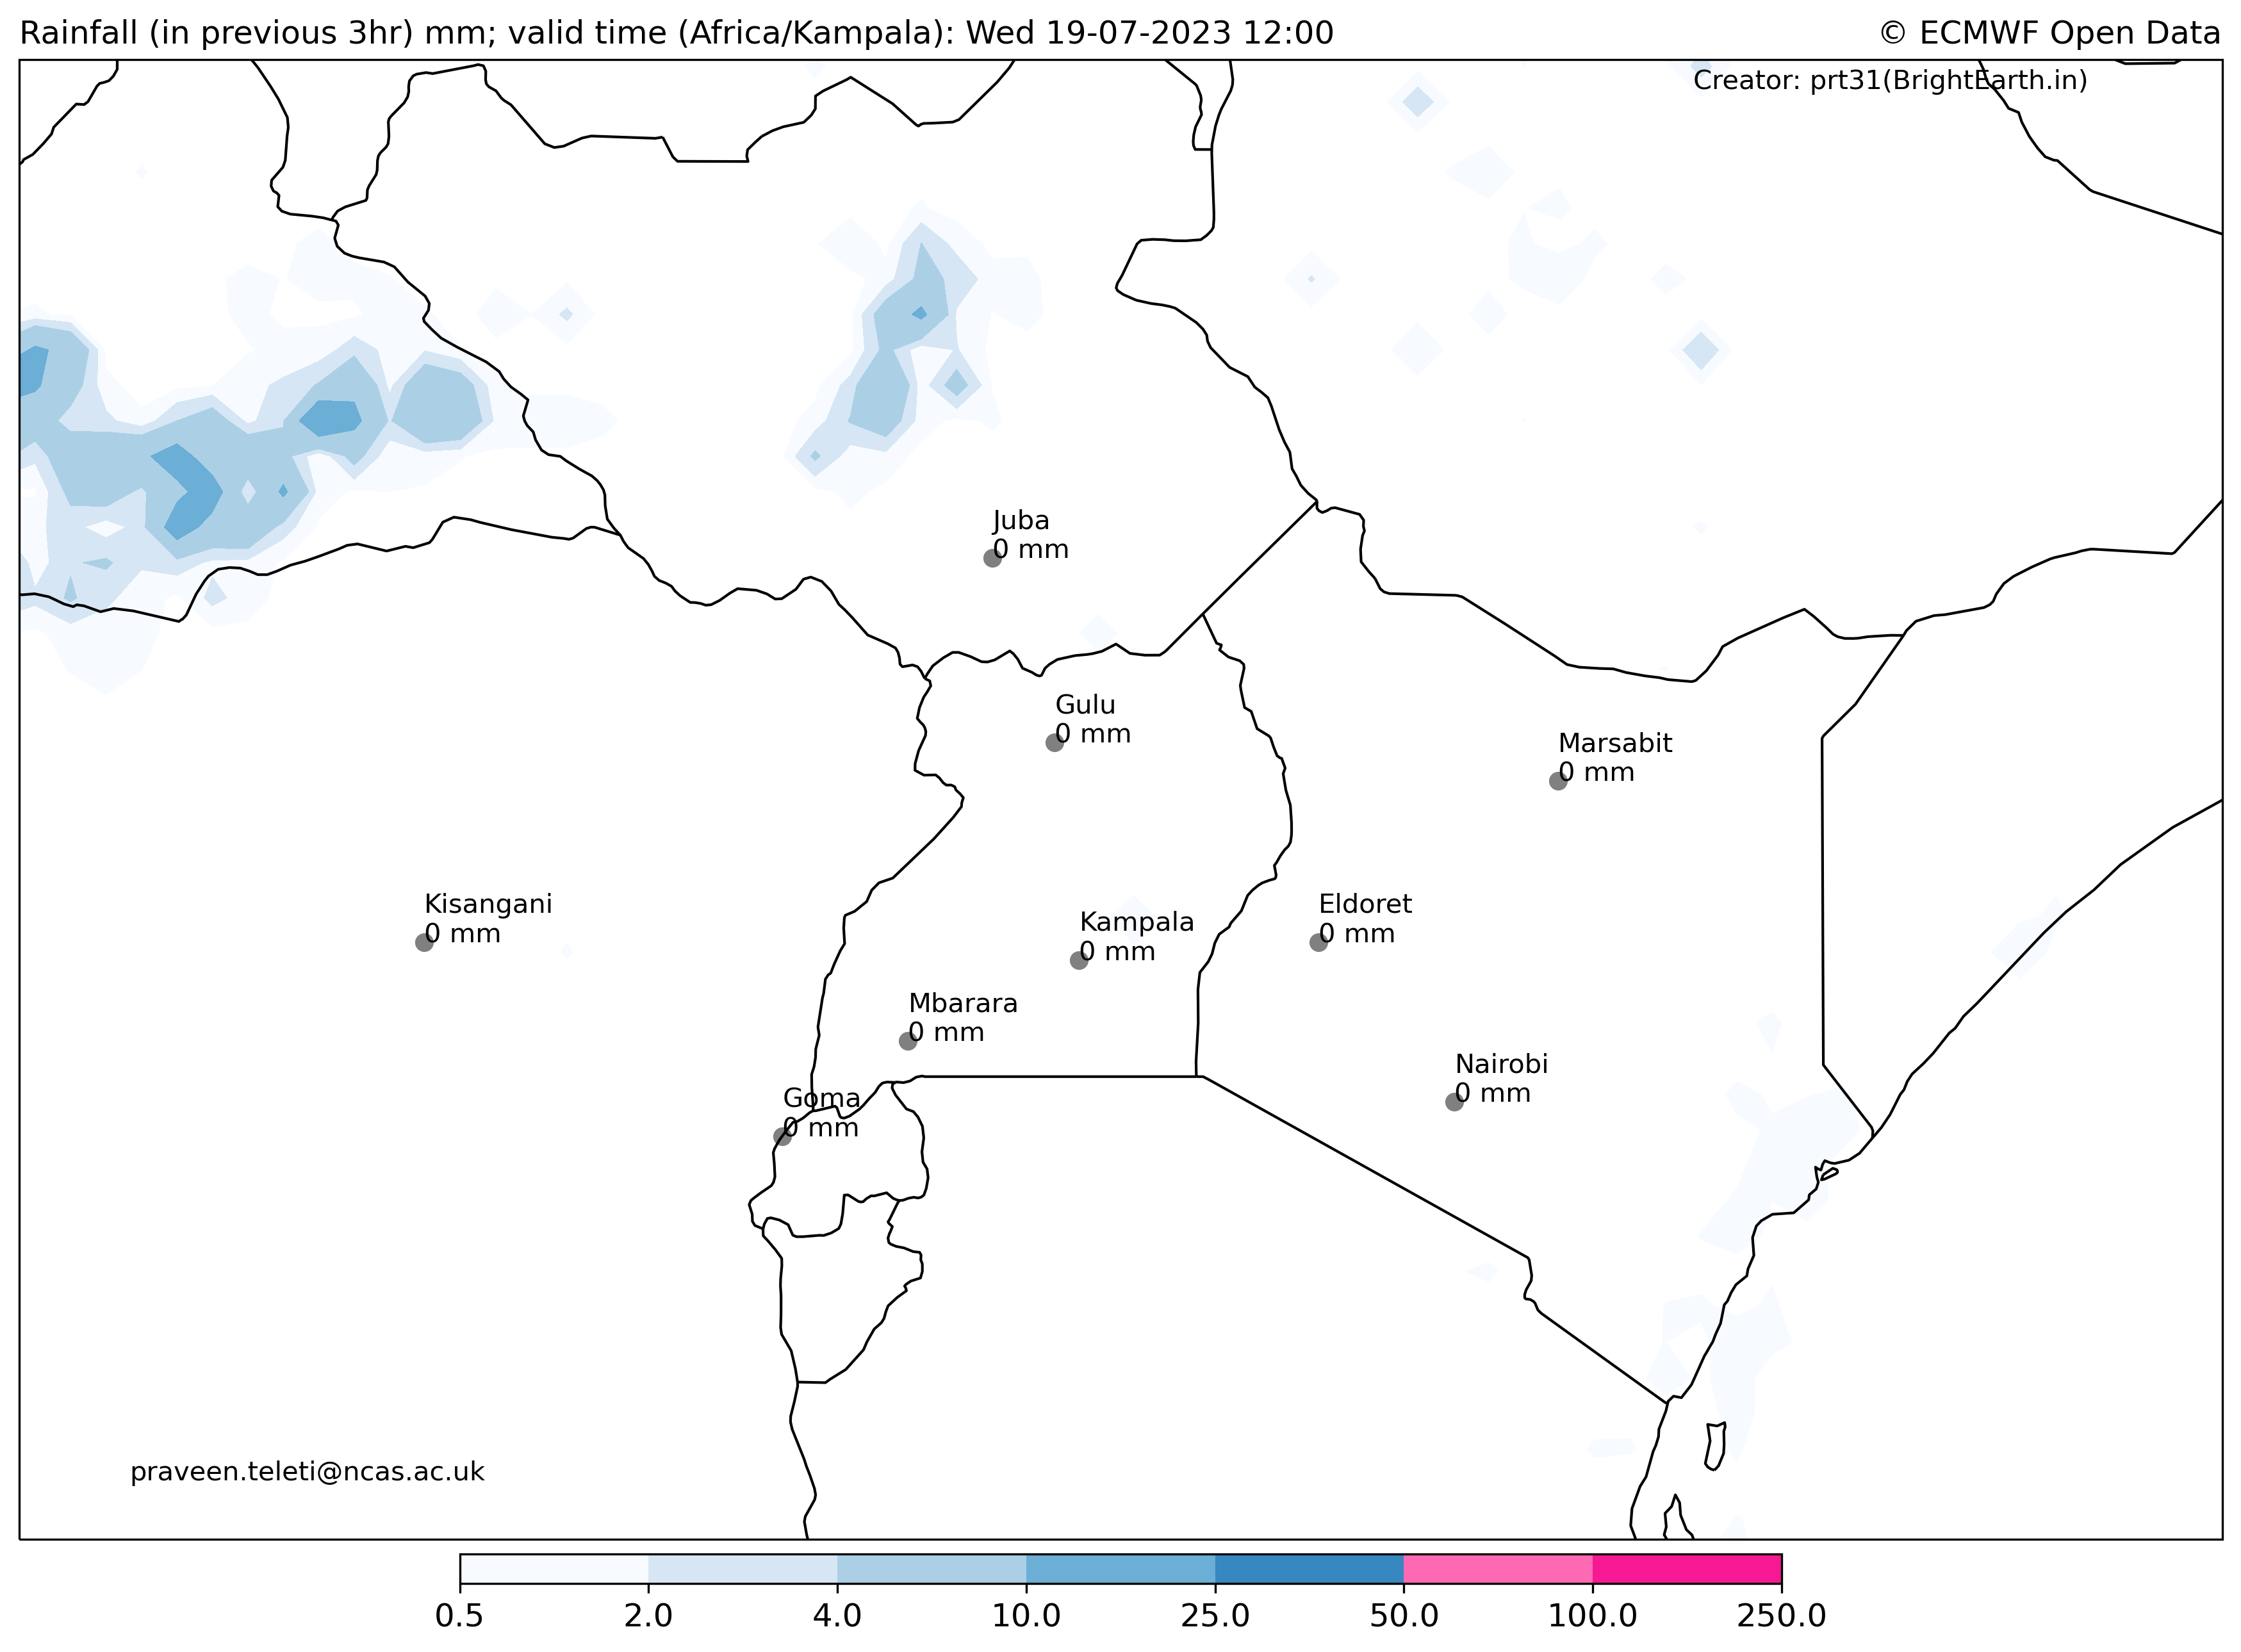 Rainfall (in previous 3hr) mm; valid time (Africa/Kampala): Wed 19-07-2023 12:00
© ECMWF Open Data
Creator: prt31(BrightEarth.in)
Juba
0 mm
Gulu
0 mm
Marsabit
0 mm
Kisangani
0 mm
Eldoret
0 mm
Kampala
0 mm
Mbarara
0 mm
Nairobi
0 mm
Goma
0 mm
praveen.teleti@ncas.ac.uk
0.5 2.0 4.0 10.0 25.0 50.0 100.0 250.0